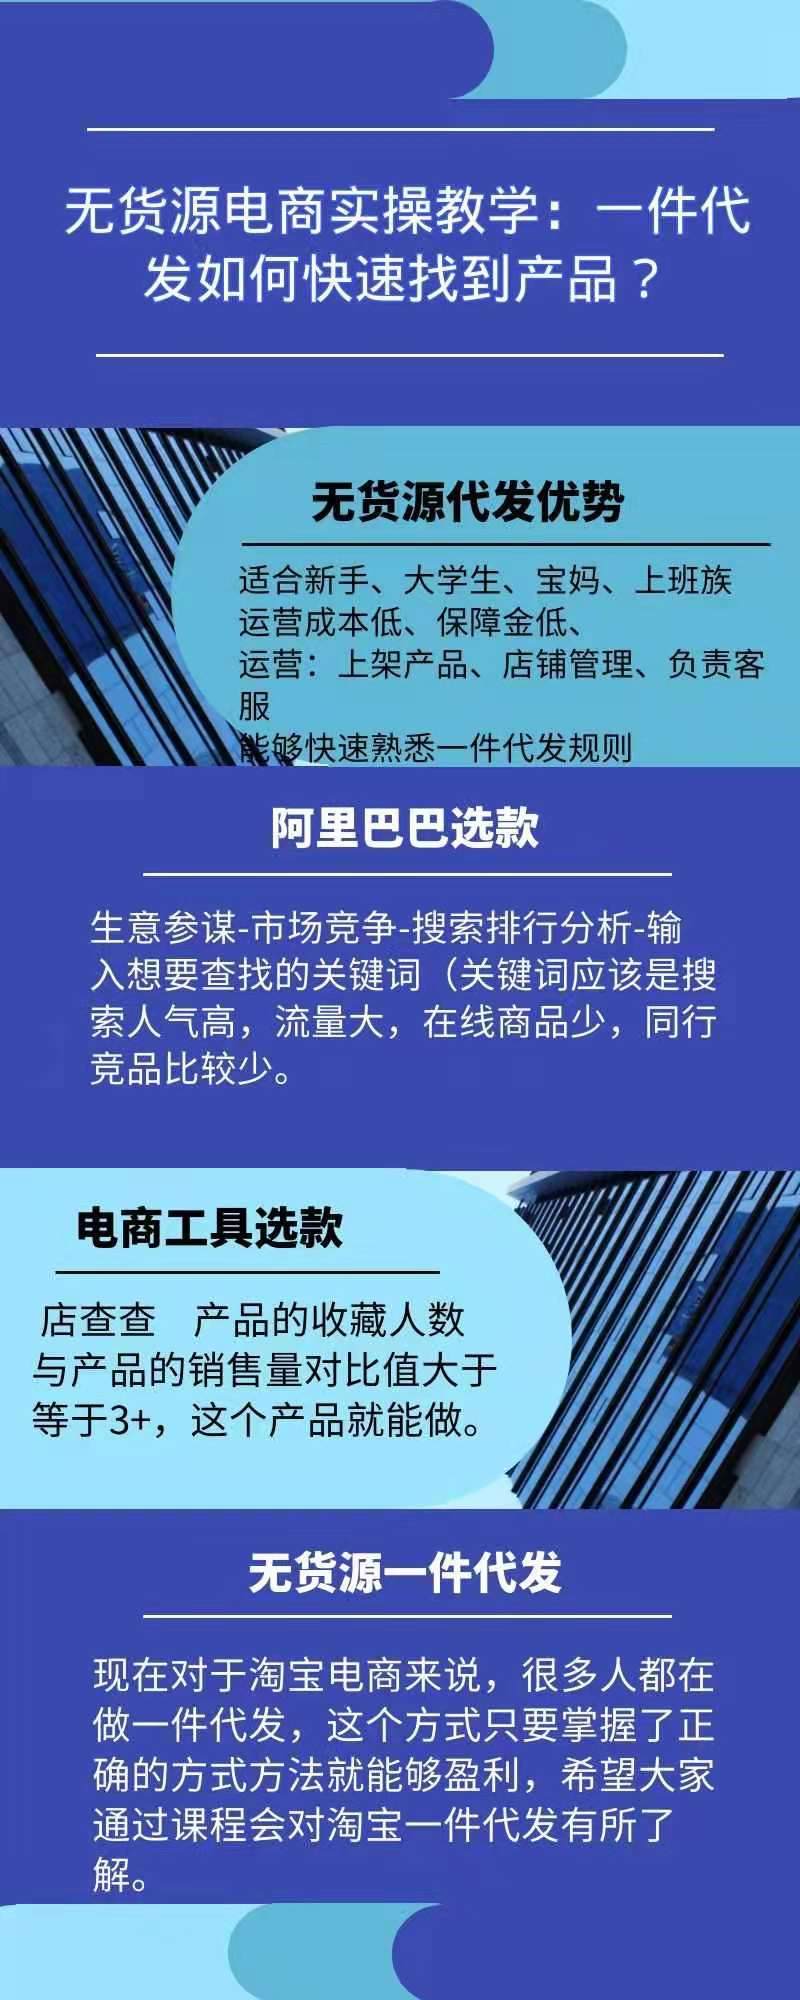 无货源电商实操教学：一件代
发如何快速找到产品？
无货源代发优势
适合新手、大学生、宝妈、上班族
运营成本低、保障金低、
运营：上架产品、店铺管理、负责客
服
能够快速熟悉一件代发规则
阿里巴巴选款
生意参谋-市场竞争-搜索排行分析-输
入想要查找的关键词（关键词应该是搜
索人气高，流量大，在线商品少，同行
竞品比较少。
电商工具选款
店查查　产品的收藏人数
与产品的销售量对比值大于
等于3+，这个产品就能做。
无货源一件代发
现在对于淘宝电商来说，很多人都在
做一件代发，这个方式只要掌握了正
确的方式方法就能够盈利，希望大家
通过课程会对淘宝一件代发有所了
解。